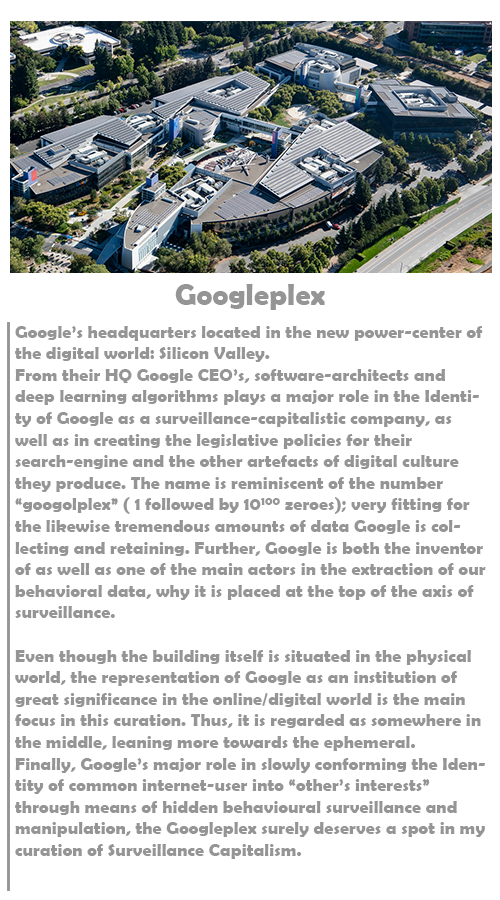 Googleplex
Google's headquarters located in the new power-center of
the digital world: Silicon Valley.
From their HQ Google CEO's, software-architects and
deep learning algorithms plays a major role in the Identi-
ty of Google as a surveillance-capitalistic company, as
well as in creating the legislative policies for their
search-engine and the other artefacts of digital culture
they produce. The name is reminiscent of the number
“googolplex” ( 1 followed by 10¹⁰⁰ zeroes); very fitting for
the likewise tremendous amounts of data Google is col-
lecting and retaining. Further, Google is both the inventor
of as well as one of the main actors in the extraction of our
behavioral data, why it is placed at the top of the axis of
surveillance.
Even though the building itself is situated in the physical
world, the representation of Google as an institution of
great significance in the online/digital world is the main
focus in this curation. Thus, it is regarded as somewhere in
the middle, leaning more towards the ephemeral.
Finally, Google's major role in slowly conforming the Iden-
tity of common internet-user into “other's interests”
through means of hidden behavioural surveillance and
manipulation, the Googleplex surely deserves a spot in my
curation of Surveillance Capitalism.